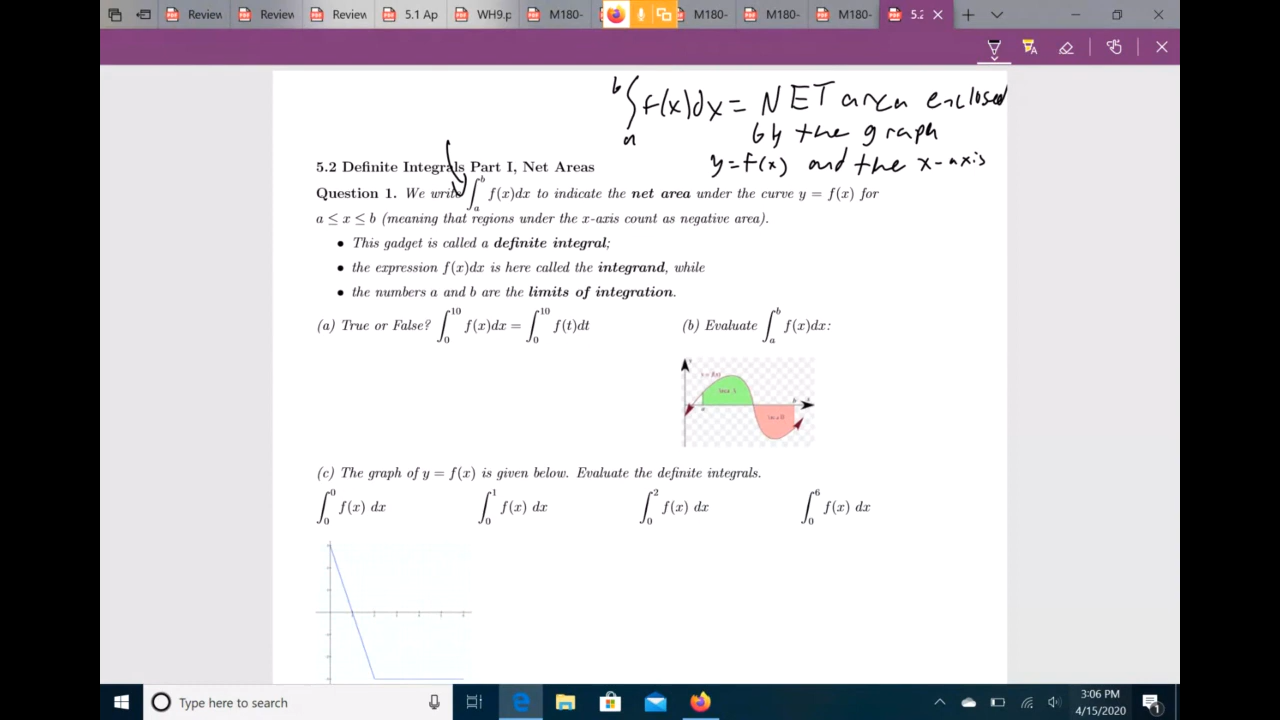 Review
Review
Review
5.1 Ap
WH9.p
M180-
M180-
M180-
M180-
5.2
b
∫ f(x)dx = NET area enclosed
a
by the graph
y=f(x) and the x-axis
5.2 Definite Integrals Part I, Net Areas
Question 1. We write ∫_a^b f(x)dx to indicate the net area under the curve y = f(x) for
a ≤ x ≤ b (meaning that regions under the x-axis count as negative area).
• This gadget is called a definite integral;
• the expression f(x)dx is here called the integrand, while
• the numbers a and b are the limits of integration.
(a) True or False? ∫_0^10 f(x)dx = ∫_0^10 f(t)dt
(b) Evaluate ∫_a^b f(x)dx:
a
b
(c) The graph of y = f(x) is given below. Evaluate the definite integrals.
∫_0^0 f(x) dx
∫_0^1 f(x) dx
∫_0^2 f(x) dx
∫_0^6 f(x) dx
Type here to search
3:06 PM
4/15/2020